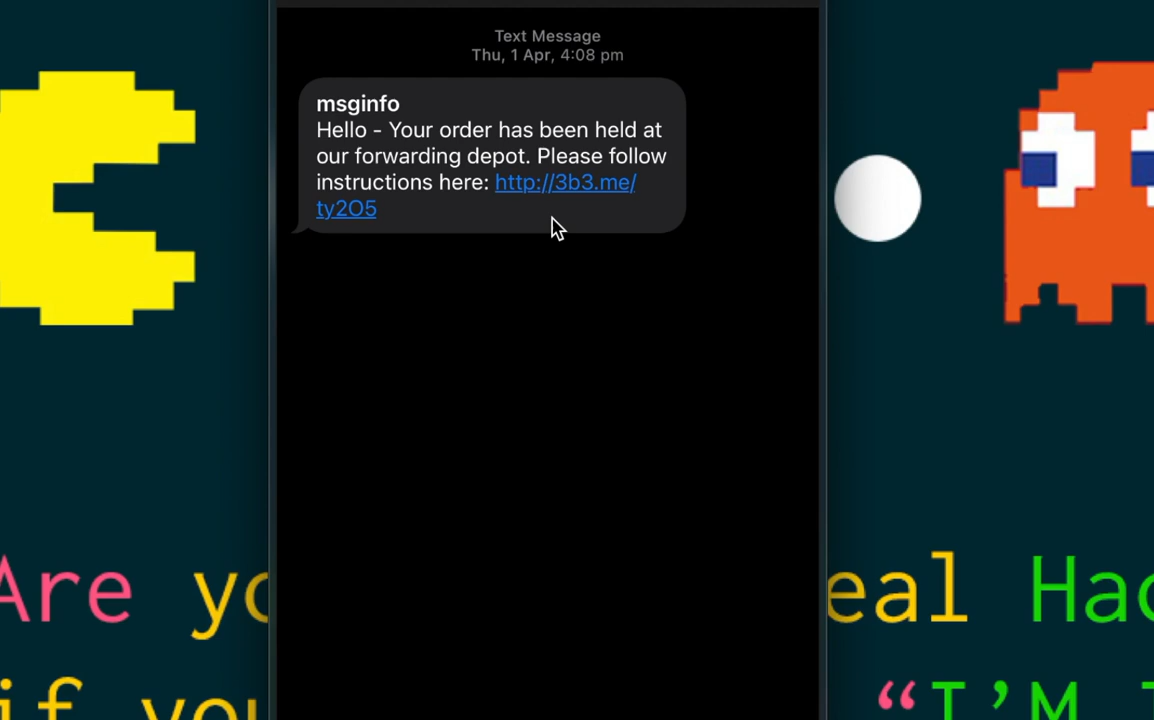 Text Message
Thu, 1 Apr, 4:08 pm
msginfo
Hello - Your order has been held at
our forwarding depot. Please follow
instructions here: http://3b3.me/
ty2O5
Are yo eal Hac
if you “I’M